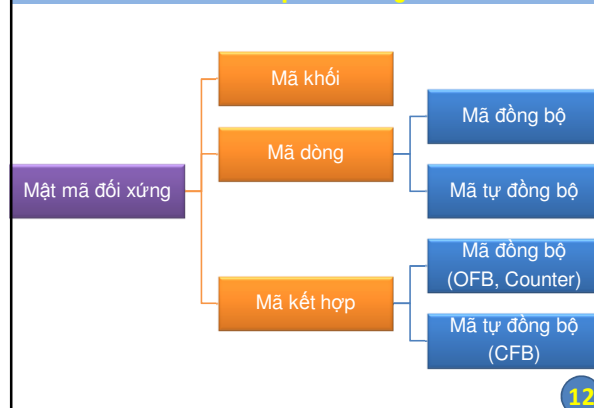 Mã khối
Mã đồng bộ
Mã dòng
Mật mã đối xứng
Mã tự đồng bộ
Mã đồng bộ
(OFB, Counter)
Mã kết hợp
Mã tự đồng bộ
(CFB)
12